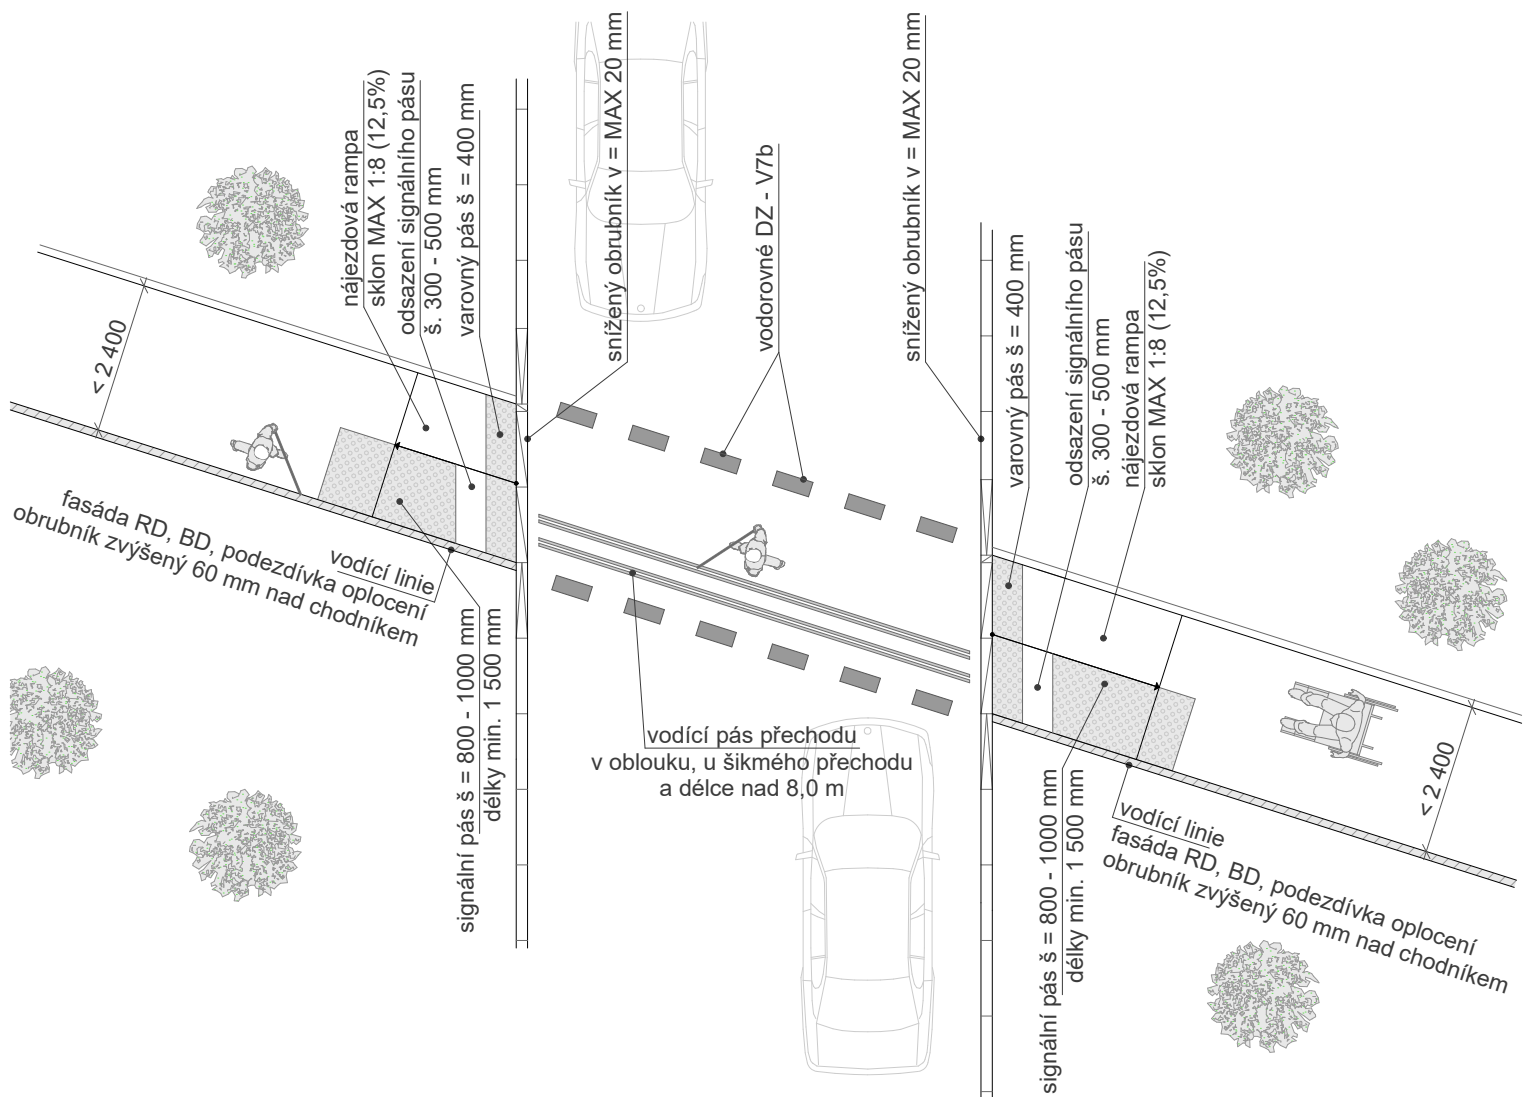 nájezdová rampa
sklon MAX 1:8 (12,5%)
odsazení signálního pásu
š. 300 - 500 mm
varovný pás š = 400 mm
snížený obrubník v = MAX 20 mm
vodorovné DZ - V7b
snížený obrubník v = MAX 20 mm
varovný pás š = 400 mm
odsazení signálního pásu
š. 300 - 500 mm
nájezdová rampa
sklon MAX 1:8 (12,5%)
< 2 400
vodící linie
fasáda RD, BD, podezdívka oplocení
obrubník zvýšený 60 mm nad chodníkem
signální pás š = 800 - 1000 mm
délky min. 1 500 mm
vodící pás přechodu
v oblouku, u šikmého přechodu
a délce nad 8,0 m
signální pás š = 800 - 1000 mm
délky min. 1 500 mm
vodící linie
fasáda RD, BD, podezdívka oplocení
obrubník zvýšený 60 mm nad chodníkem
< 2 400